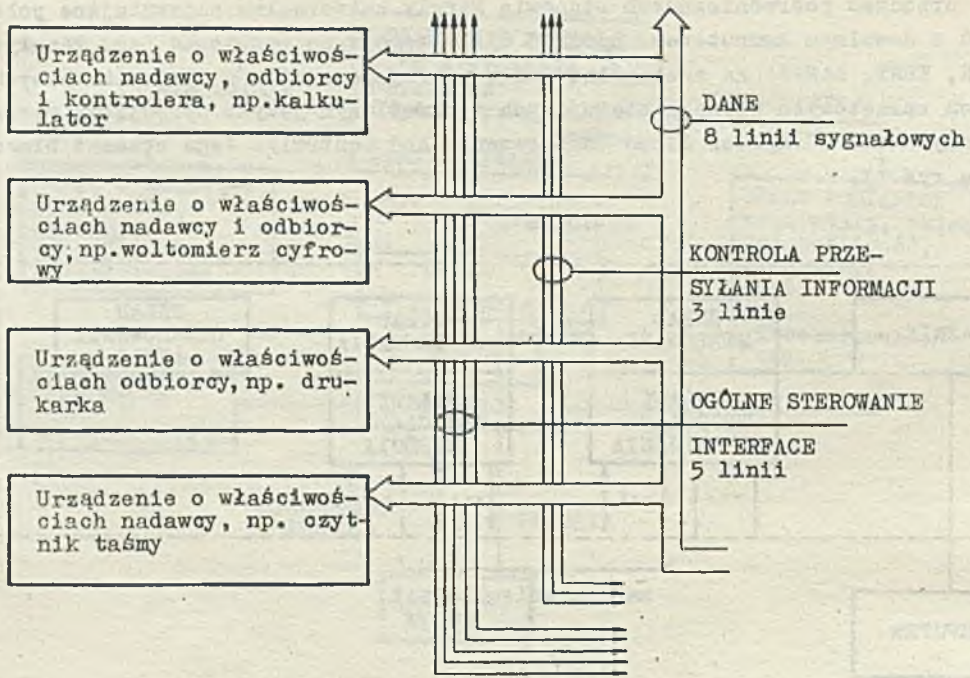 Urządzenie o właściwoś-
ciach nadawcy, odbiorcy
i kontrolera, np.kalku-
lator
DANE
8 linii sygnałowych
Urządzenie o właściwoś-
ciach nadawcy i odbior-
cy, np.woltomierz cyfro-
wy
KONTROLA PRZE-
SYŁANIA INFORMACJI
3 linie
Urządzenie o właściwoś-
ciach odbiorcy, np. dru-
karka
OGÓLNE STEROWANIE
INTERFACE
5 linii
Urządzenie o właściwoś-
ciach nadawcy, np. czyt-
nik taśmy